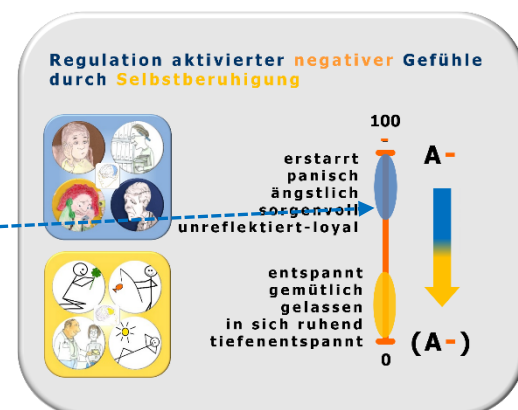 Regulation aktivierter negativer Gefühle
durch Selbstberuhigung
100
-
A-
erstarrt
panisch
ängstlich
sorgenvoll
unreflektiert-loyal
entspannt
gemütlich
gelassen
in sich ruhend
tiefenentspannt
0
(A-)